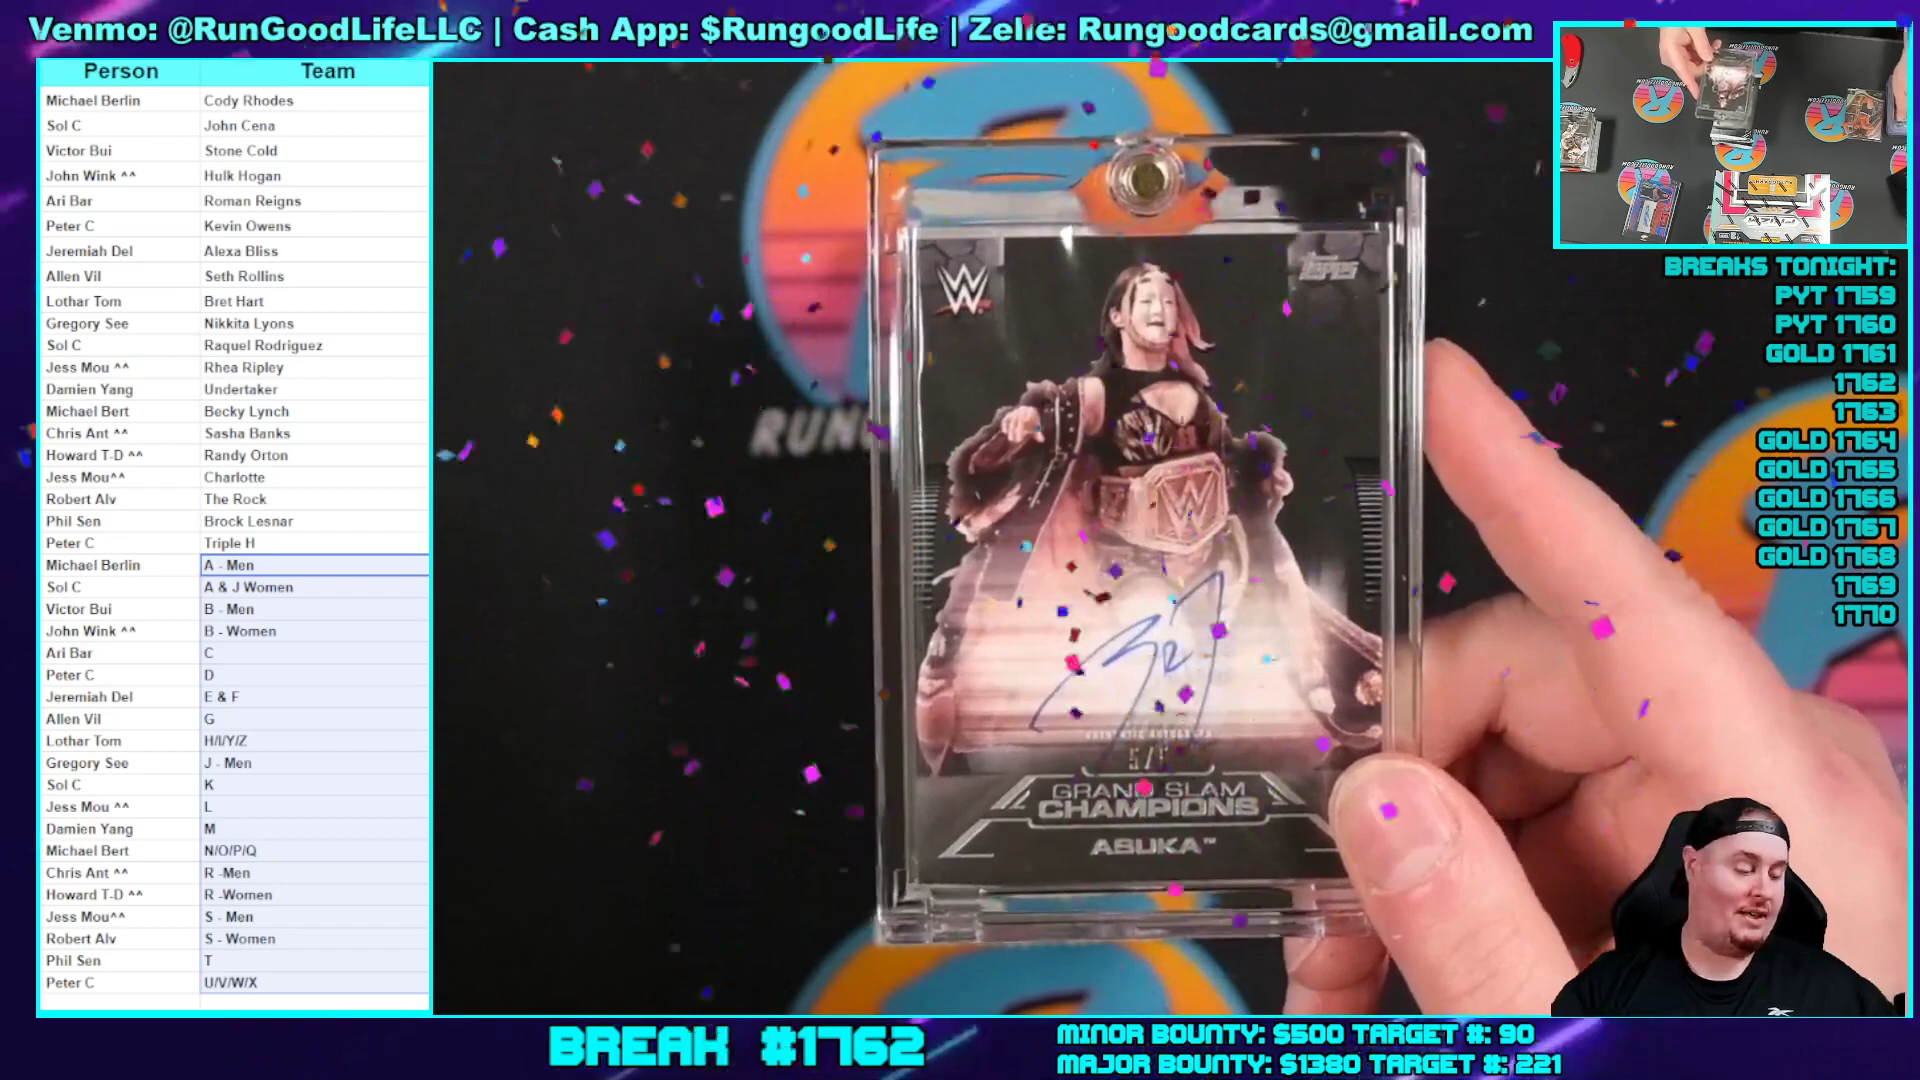 Venmo: @RunGoodLifeLLC | Cash App: $RungoodLife | Zelle: Rungoodcards@gmail.com
Person Team
Michael Berlin Cody Rhodes
Sol C John Cena
Victor Bui Stone Cold
John Wink ^^ Hulk Hogan
Ari Bar Roman Reigns
Peter C Kevin Owens
Jeremiah Del Alexa Bliss
Allen Vil Seth Rollins
Lothar Tom Bret Hart
Gregory See Nikkita Lyons
Sol C Raquel Rodriguez
Jess Mou ^^ Rhea Ripley
Damien Yang Undertaker
Michael Bert Becky Lynch
Chris Ant ^^ Sasha Banks
Howard T-D ^^ Randy Orton
Jess Mou^^ Charlotte
Robert Alv The Rock
Phil Sen Brock Lesnar
Peter C Triple H
Michael Berlin A - Men
Sol C A & J Women
Victor Bui B - Men
John Wink ^^ B - Women
Ari Bar C
Peter C D
Jeremiah Del E & F
Allen Vil G
Lothar Tom H/I/Y/Z
Gregory See J - Men
Sol C K
Jess Mou ^^ L
Damien Yang M
Michael Bert N/O/P/Q
Chris Ant ^^ R -Men
Howard T-D ^^ R -Women
Jess Mou^^ S - Men
Robert Alv S - Women
Phil Sen T
Peter C U/V/W/X
RUNG
W
TOPPS
W
AUTHENTIC AUTOGRAPH
5/5
GRAND SLAM
CHAMPIONS
ASUKA™
BREAKS TONIGHT:
PYT 1759
PYT 1760
GOLD 1761
1762
1763
GOLD 1764
GOLD 1765
GOLD 1766
GOLD 1767
GOLD 1768
1769
1770
BREAK #1762
MINOR BOUNTY: $500 TARGET #: 90
MAJOR BOUNTY: $1380 TARGET #: 221